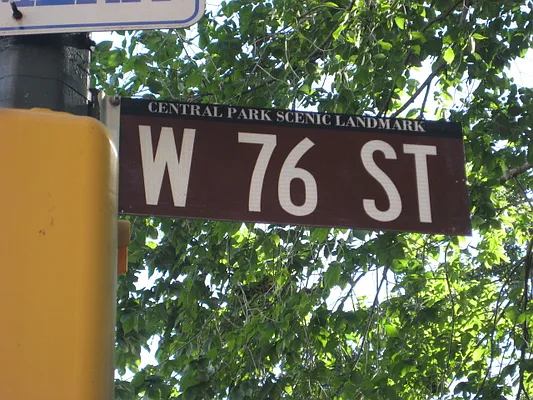 CENTRAL PARK SCENIC LANDMARK
W 76 ST